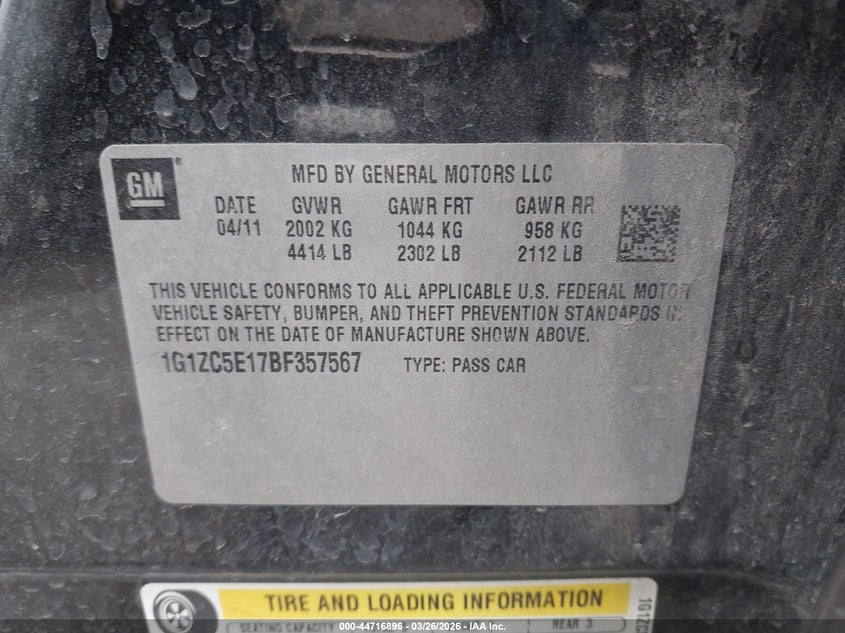 GM
MFD BY GENERAL MOTORS LLC
DATE GVWR GAWR FRT GAWR RR
04/11 2002 KG 1044 KG 958 KG
4414 LB 2302 LB 2112 LB
THIS VEHICLE CONFORMS TO ALL APPLICABLE U.S. FEDERAL MOTOR
VEHICLE SAFETY, BUMPER, AND THEFT PREVENTION STANDARDS IN
EFFECT ON THE DATE OF MANUFACTURE SHOWN ABOVE.
1G1ZC5E17BF357567 TYPE: PASS CAR
TIRE AND LOADING INFORMATION
SEATING CAPACITY REAR 3
1G1ZC
000-44716896 - 03/26/2026 - IAA Inc.